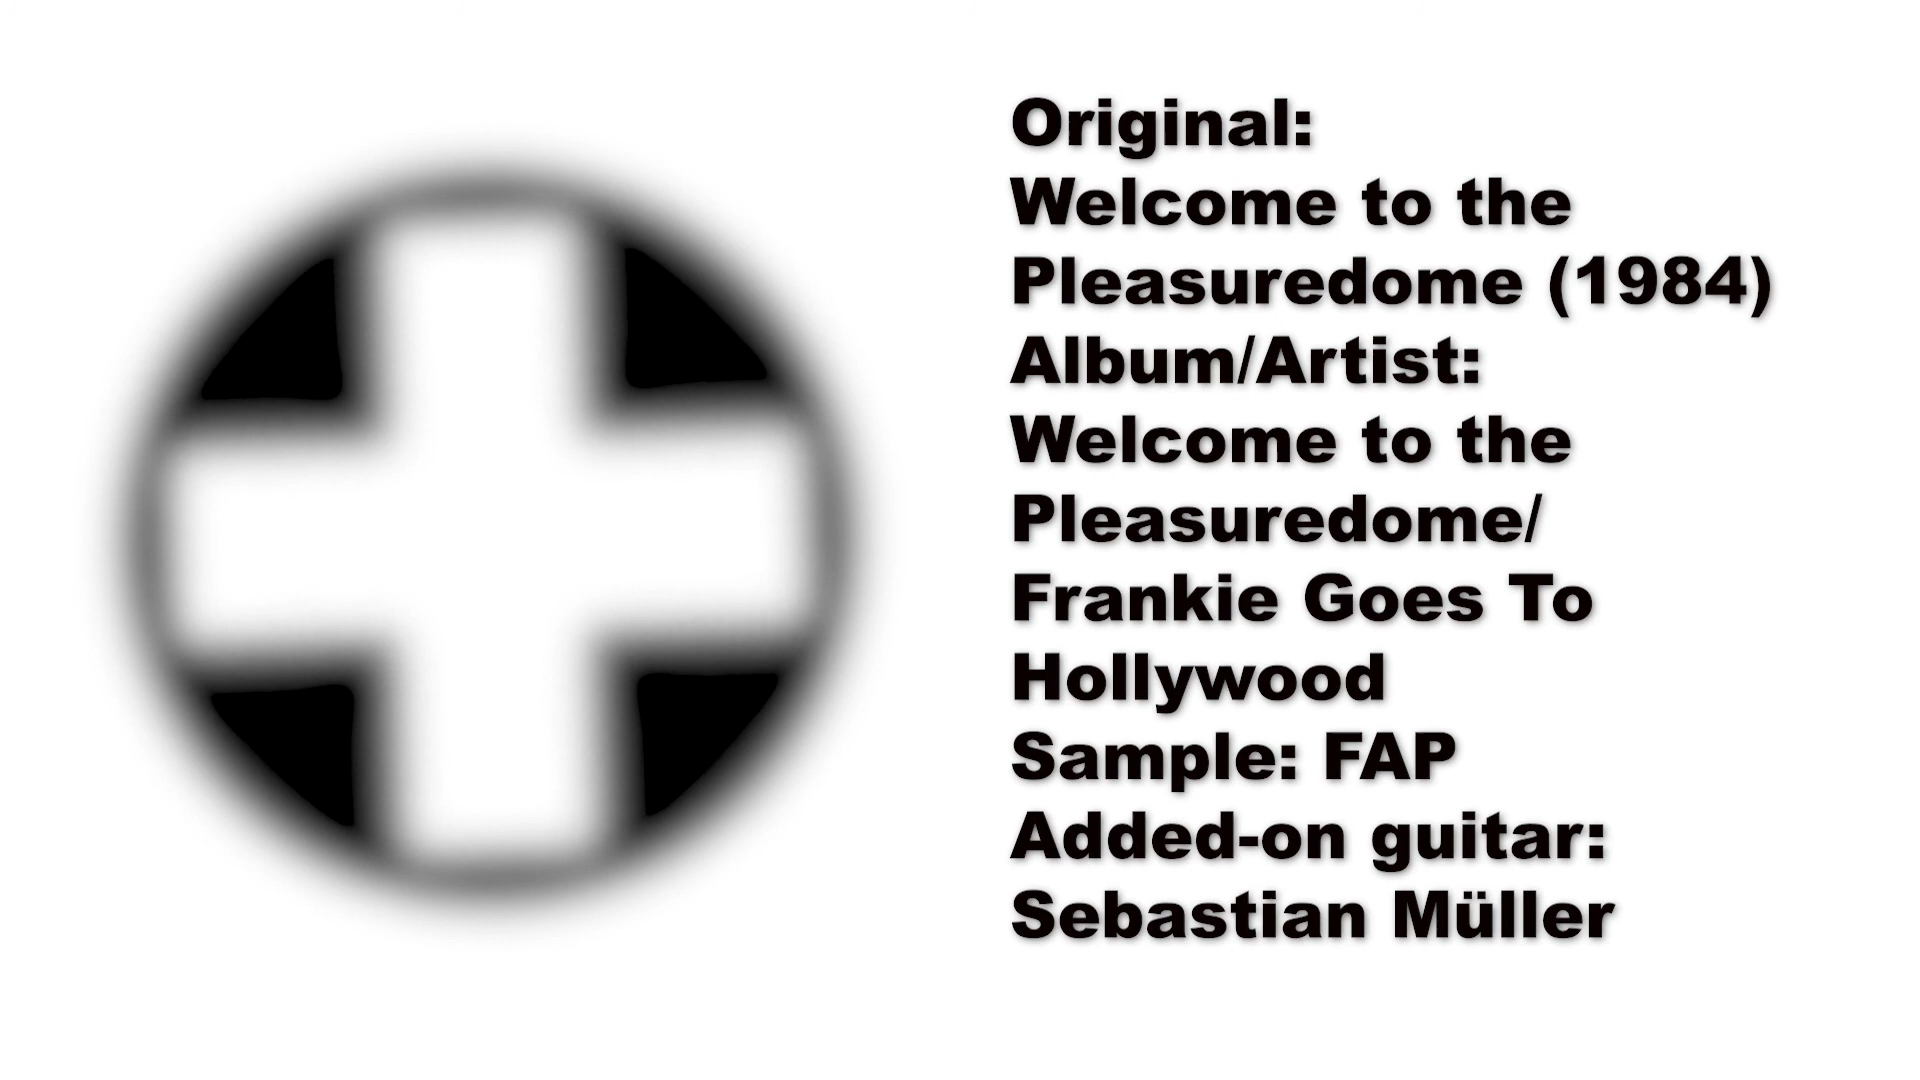 Original:
Welcome to the
Pleasuredome (1984)
Album/Artist:
Welcome to the
Pleasuredome/
Frankie Goes To
Hollywood
Sample: FAP
Added-on guitar:
Sebastian Müller